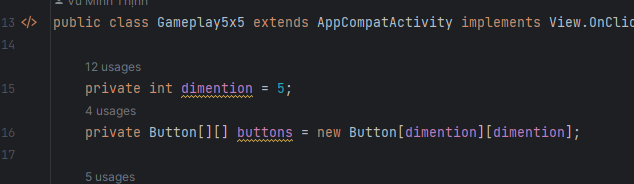 Vu Minh Thịnh
13 </> public class Gameplay5x5 extends AppCompatActivity implements View.OnClic
14
12 usages
15 private int dimention = 5;
4 usages
16 private Button[][] buttons = new Button[dimention][dimention];
17
5 usages